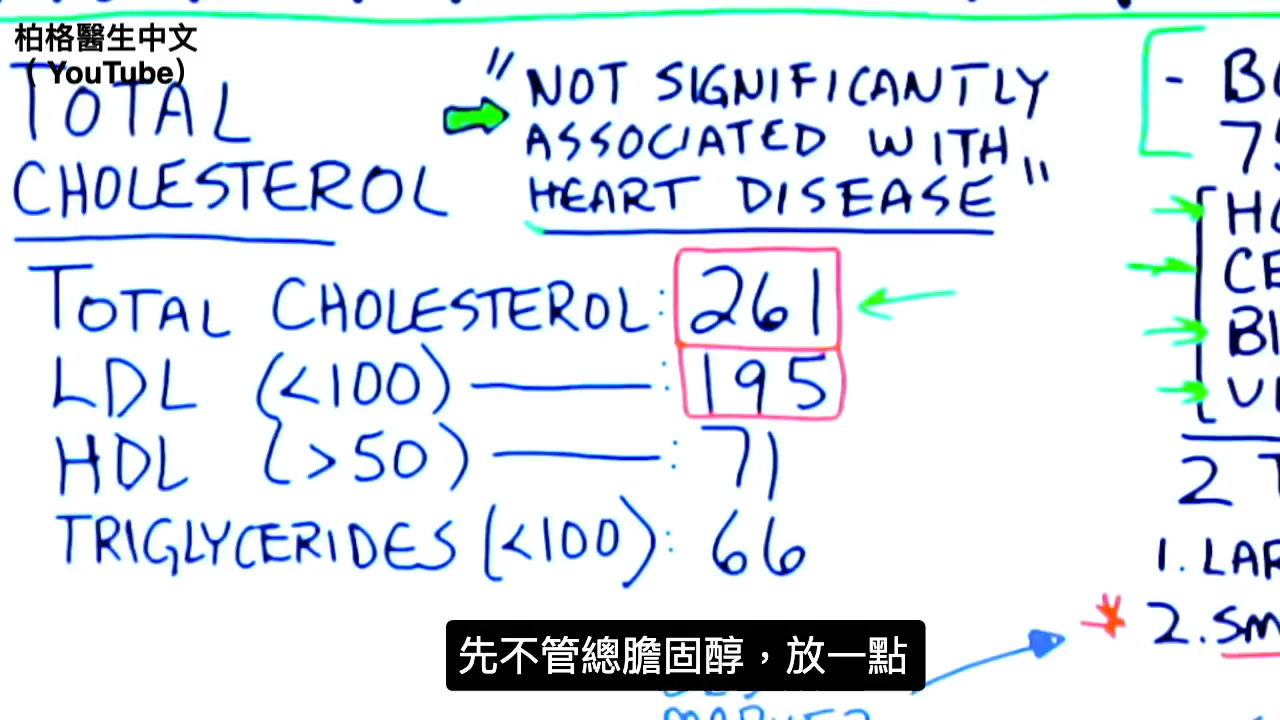 柏格醫生中文
( YouTube)
TOTAL
CHOLESTEROL
"NOT SIGNIFICANTLY
ASSOCIATED WITH
HEART DISEASE"
TOTAL CHOLESTEROL: 261
LDL (<100) ——— : 195
HDL (>50) ——— : 71
TRIGLYCERIDES (<100): 66
2
1. LAR
* 2. SM
先不管總膽固醇，放一點